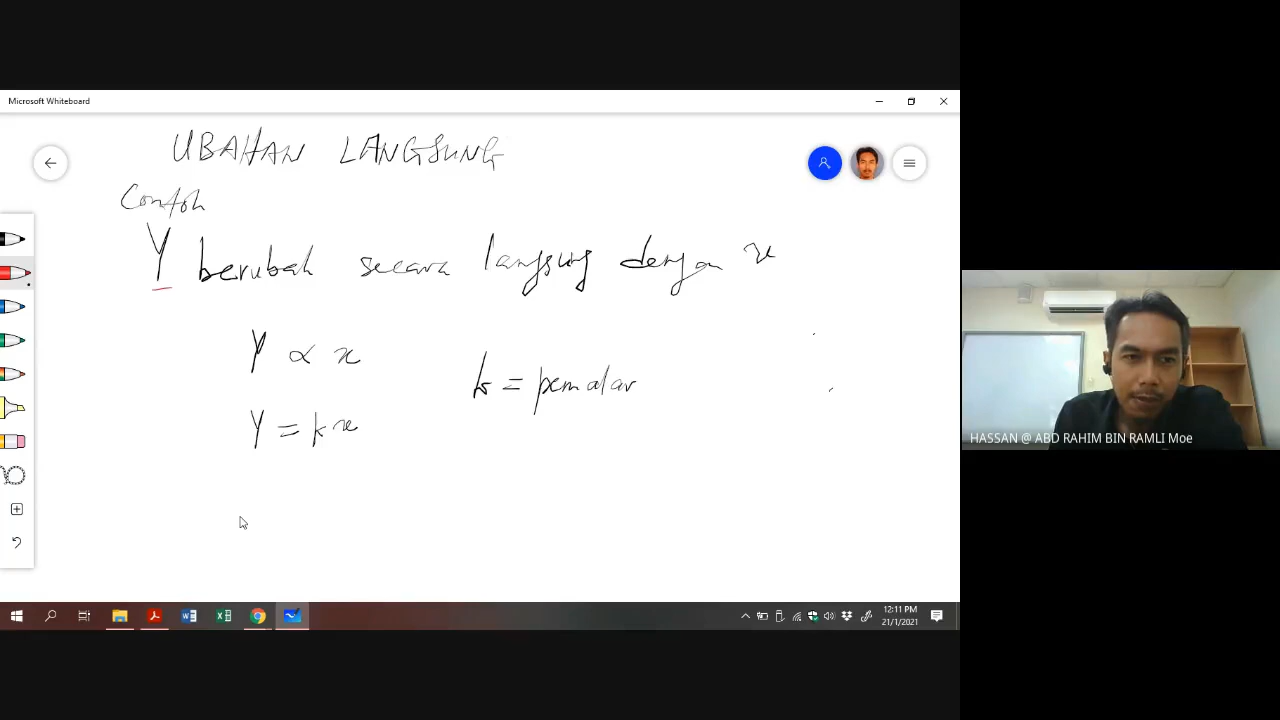 Microsoft Whiteboard
UBAHAN LANGSUNG
Contoh
Y berubah secara langsung dengan x
Y ∝ x
k = pemalar
Y = kx
HASSAN @ ABD RAHIM BIN RAMLI Moe
12:11 PM
21/1/2021